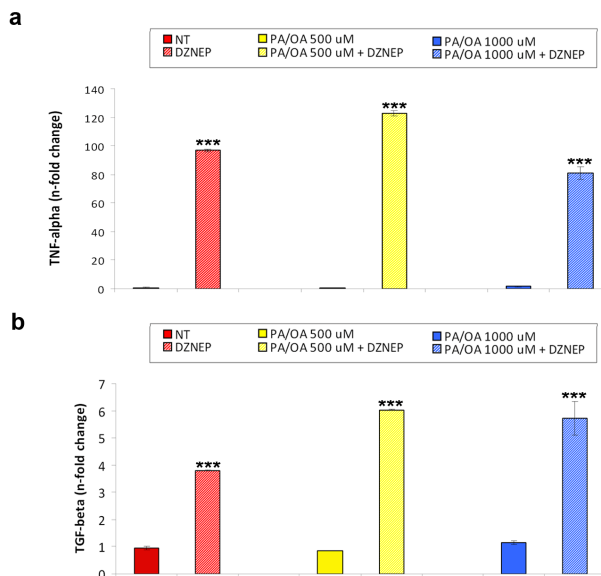 a
NT PA/OA 500 uM PA/OA 1000 uM
DZNEP PA/OA 500 uM + DZNEP PA/OA 1000 uM + DZNEP
TNF-alpha (n-fold change)
140
120
100
80
60
40
20
0
***
***
***
b
NT PA/OA 500 uM PA/OA 1000 uM
DZNEP PA/OA 500 uM + DZNEP PA/OA 1000 uM + DZNEP
TGF-beta (n-fold change)
7
6
5
4
3
2
1
0
***
***
***